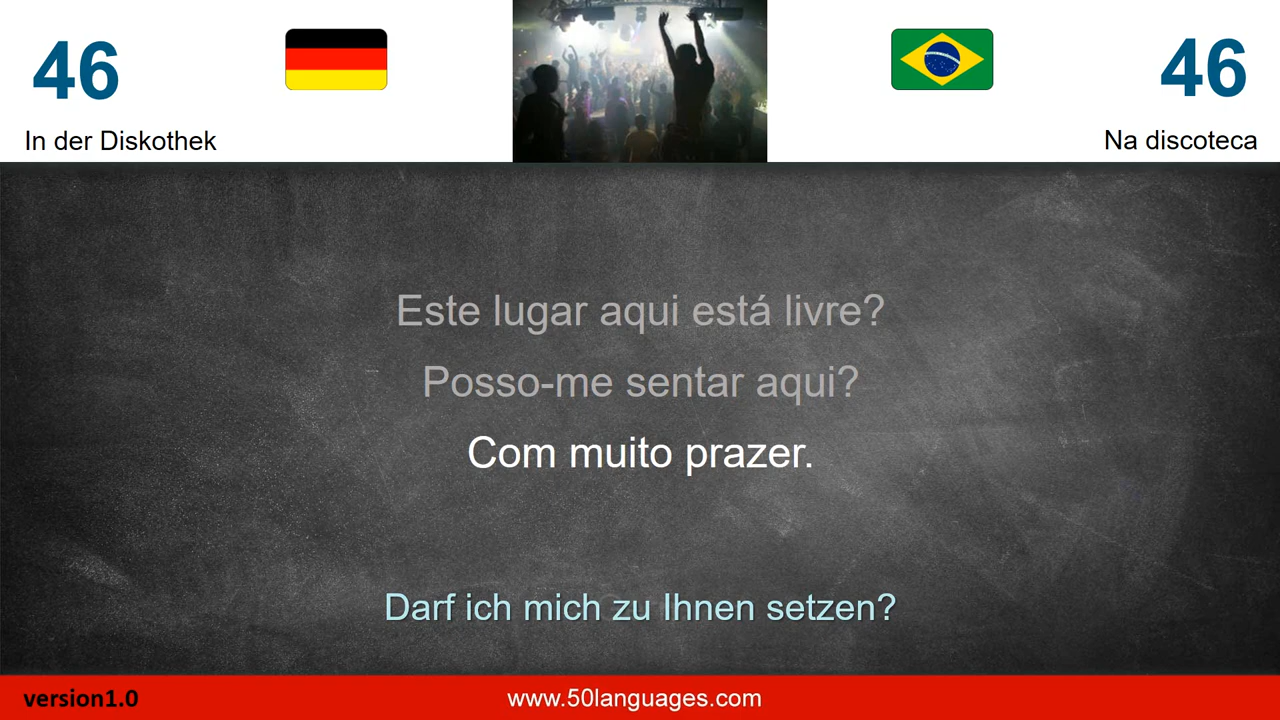 46
In der Diskothek
46
Na discoteca
Este lugar aqui está livre?
Posso-me sentar aqui?
Com muito prazer.
Darf ich mich zu Ihnen setzen?
version1.0
www.50languages.com